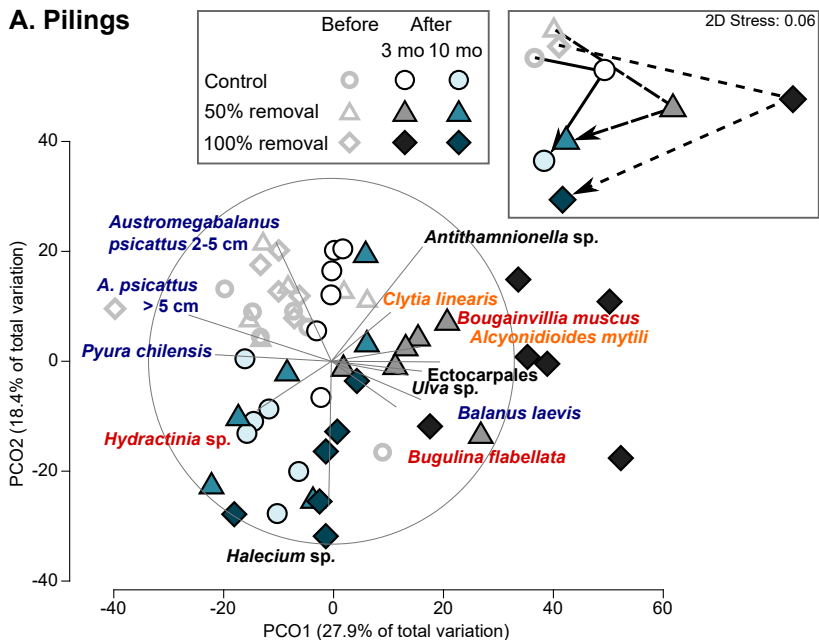 A. Pilings
Before After
3 mo 10 mo
Control
50% removal
100% removal
2D Stress: 0.06
40
20
0
-20
-40
PCO2 (18.4% of total variation)
Austromegabalanus
psicattus 2-5 cm
A. psicattus
> 5 cm
Pyura chilensis
Hydractinia sp.
Halecium sp.
Antithamnionella sp.
Clytia linearis
Bougainvillia muscus
Alcyonidioides mytili
Ectocarpales
Ulva sp.
Balanus laevis
Bugulina flabellata
-40 -20 0 20 40 60
PCO1 (27.9% of total variation)